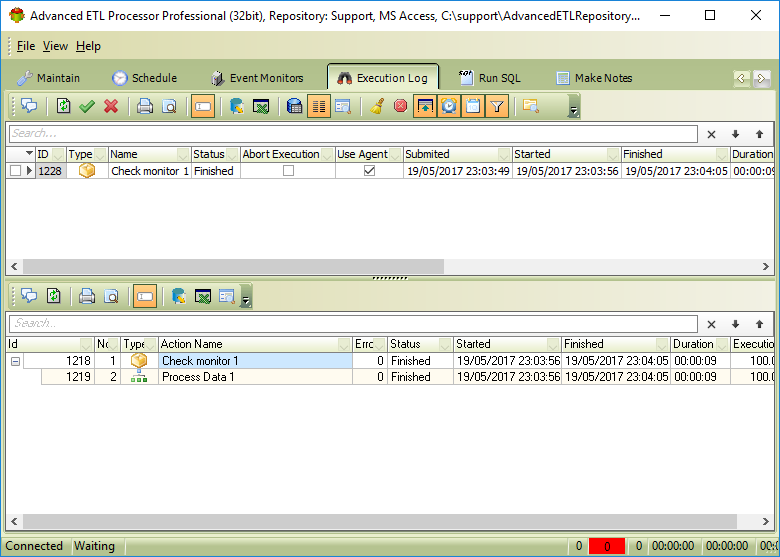 Advanced ETL Processor Professional (32bit), Repository: Support, MS Access, C:\support\AdvancedETLRepository...
File View Help
Maintain Schedule Event Monitors Execution Log SQL Run SQL Make Notes
Search...
ID Type Name Status Abort Execution Use Agent Submited Started Finished Duration
1228 Check monitor 1 Finished 19/05/2017 23:03:49 19/05/2017 23:03:56 19/05/2017 23:04:05 00:00:09
Search...
Id No Type Action Name Erro Status Started Finished Duration Executio
1218 1 Check monitor 1 0 Finished 19/05/2017 23:03:56 19/05/2017 23:04:05 00:00:09 100.0
1219 2 Process Data 1 0 Finished 19/05/2017 23:03:56 19/05/2017 23:04:05 00:00:09 100.0
Connected Waiting 0 0 0 00:00:00 00:00:00 00:0